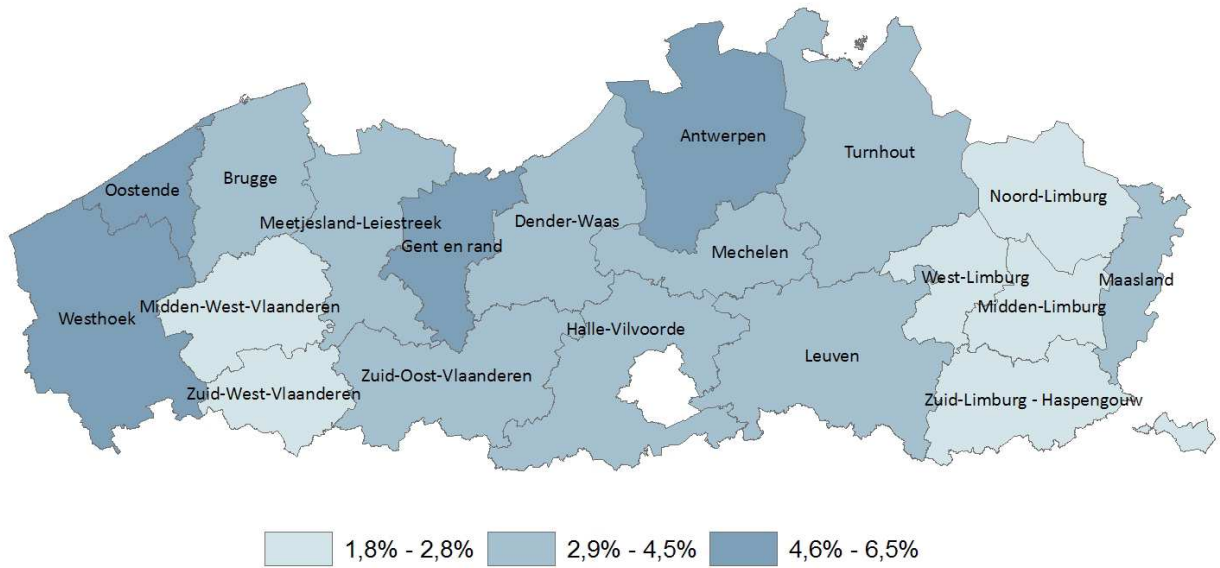 Antwerpen
Turnhout
Brugge
Oostende
Noord-Limburg
Meetjesland-Leiestreek
Dender-Waas
Gent en rand
Mechelen
West-Limburg
Maasland
Midden-West-Vlaanderen
Midden-Limburg
Westhoek
Halle-Vilvoorde
Leuven
Zuid-Oost-Vlaanderen
Zuid-West-Vlaanderen
Zuid-Limburg - Haspengouw
1,8% - 2,8% 2,9% - 4,5% 4,6% - 6,5%